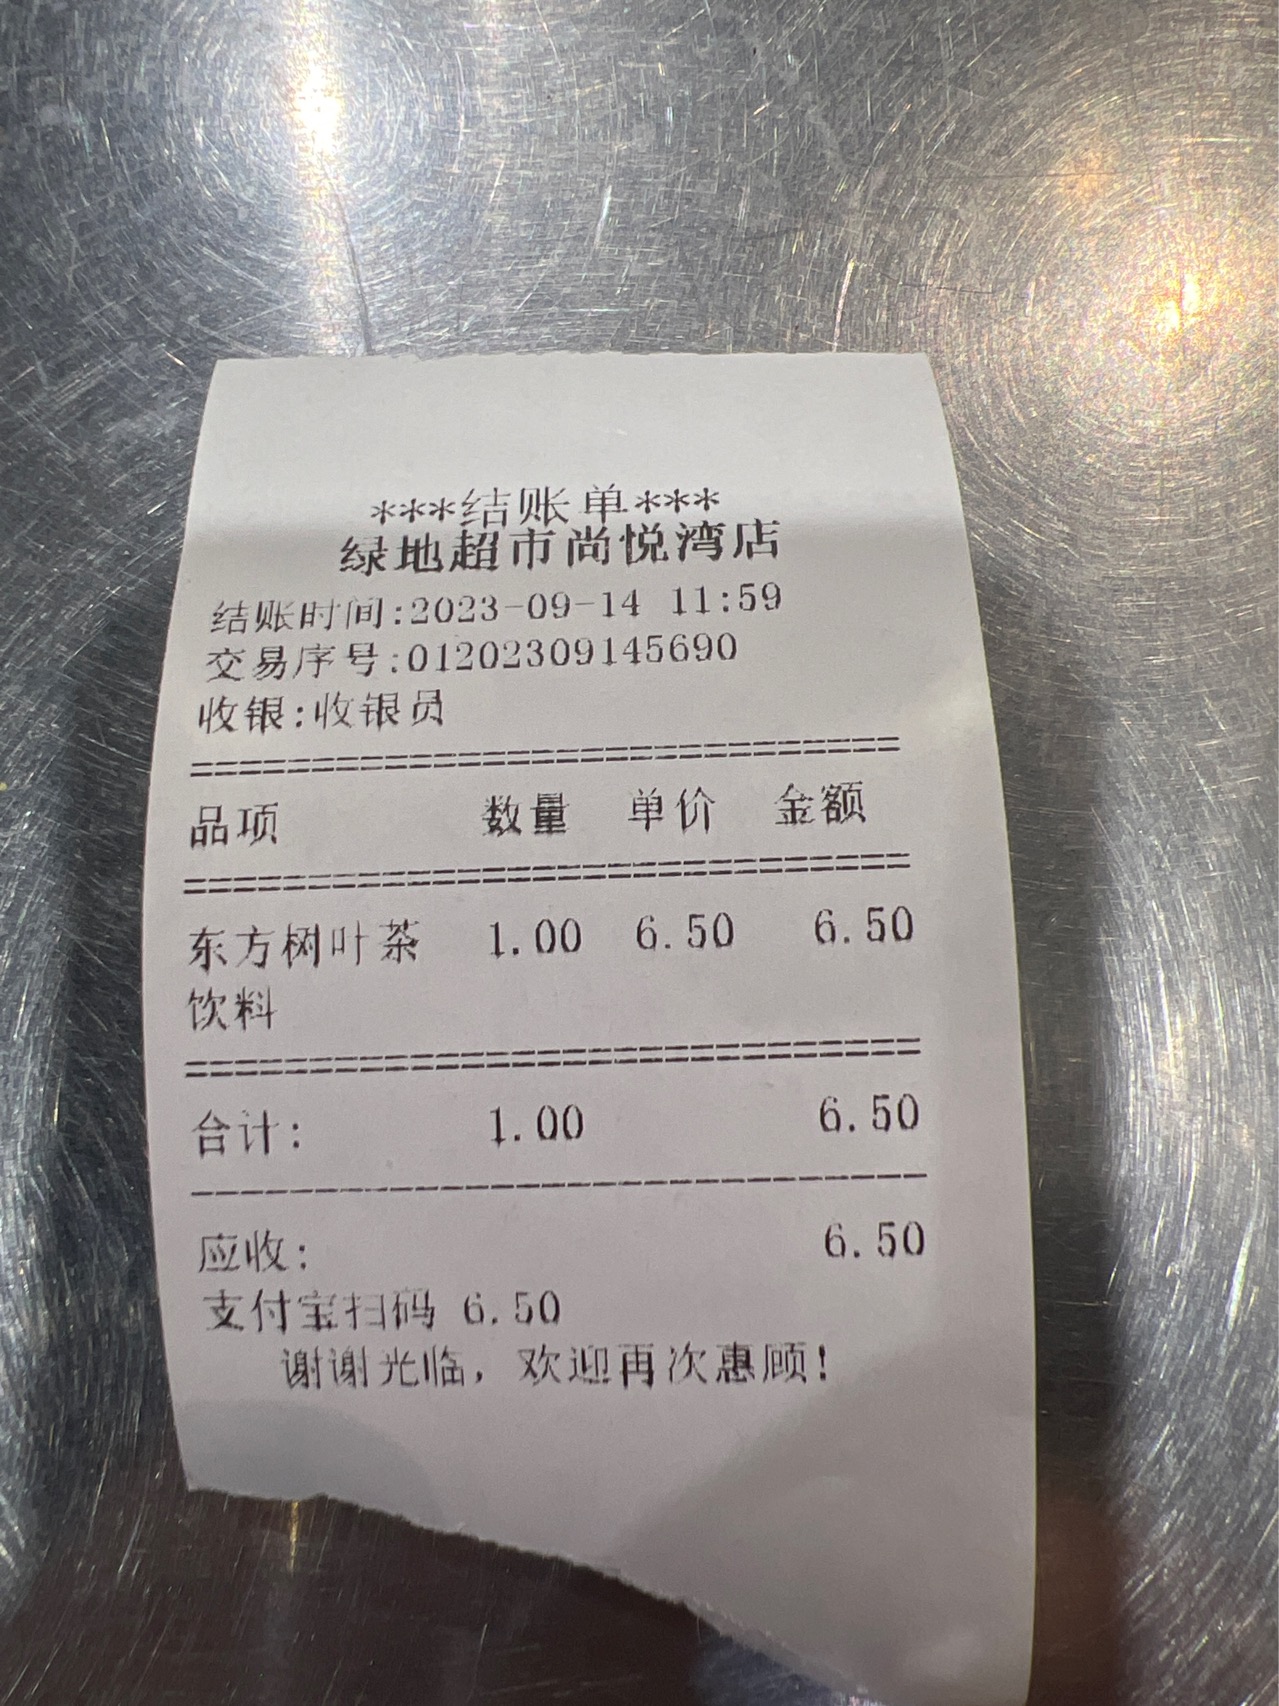 ***结账单***
绿地超市尚悦湾店
结账时间:2023-09-14 11:59
交易序号:01202309145690
收银:收银员
================================
品项 数量 单价 金额
================================
东方树叶茶 1.00 6.50 6.50
饮料
================================
合计: 1.00 6.50
--------------------------------
应收: 6.50
支付宝扫码 6.50
谢谢光临，欢迎再次惠顾!